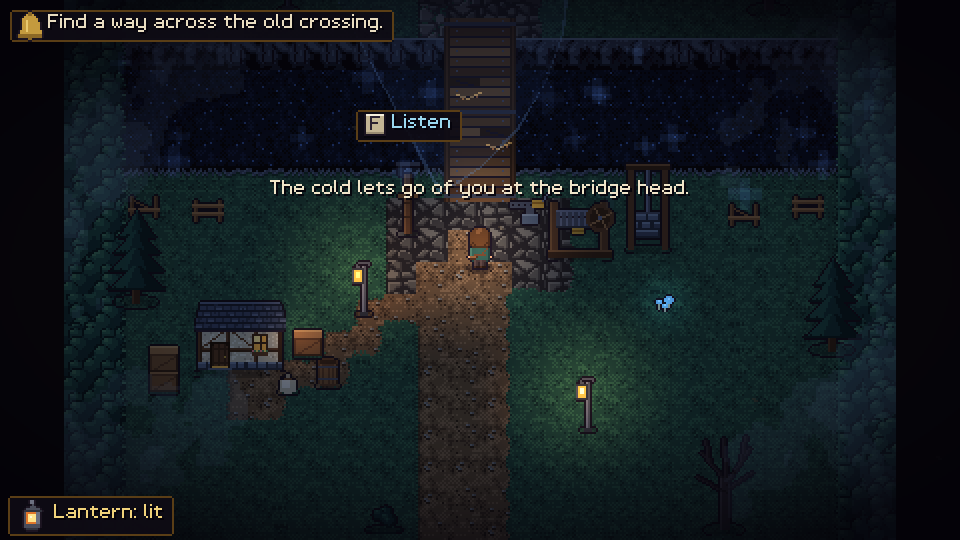 Find a way across the old crossing.
F Listen
The cold lets go of you at the bridge head.
Lantern: lit